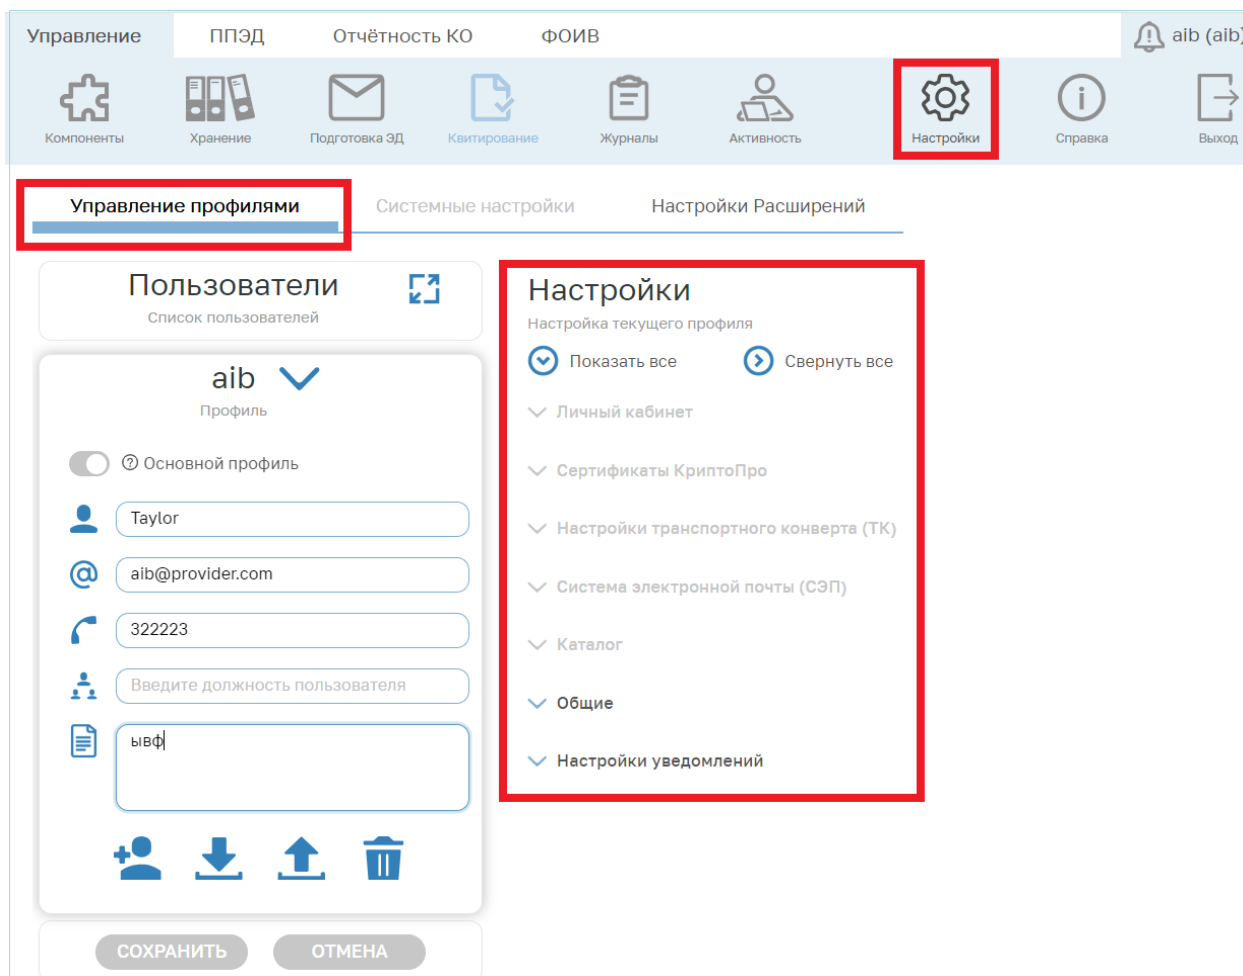 Управление ППЭД Отчётность КО ФОИВ aib (aib)
Компоненты Хранение Подготовка ЭД Квитирование Журналы Активность Настройки Справка Выход
Управление профилями Системные настройки Настройки Расширений
Пользователи
Список пользователей
aib
Профиль
Основной профиль
Taylor
aib@provider.com
322223
Введите должность пользователя
ывф
СОХРАНИТЬ ОТМЕНА
Настройки
Настройка текущего профиля
Показать все Свернуть все
Личный кабинет
Сертификаты КриптоПро
Настройки транспортного конверта (ТК)
Система электронной почты (СЭП)
Каталог
Общие
Настройки уведомлений